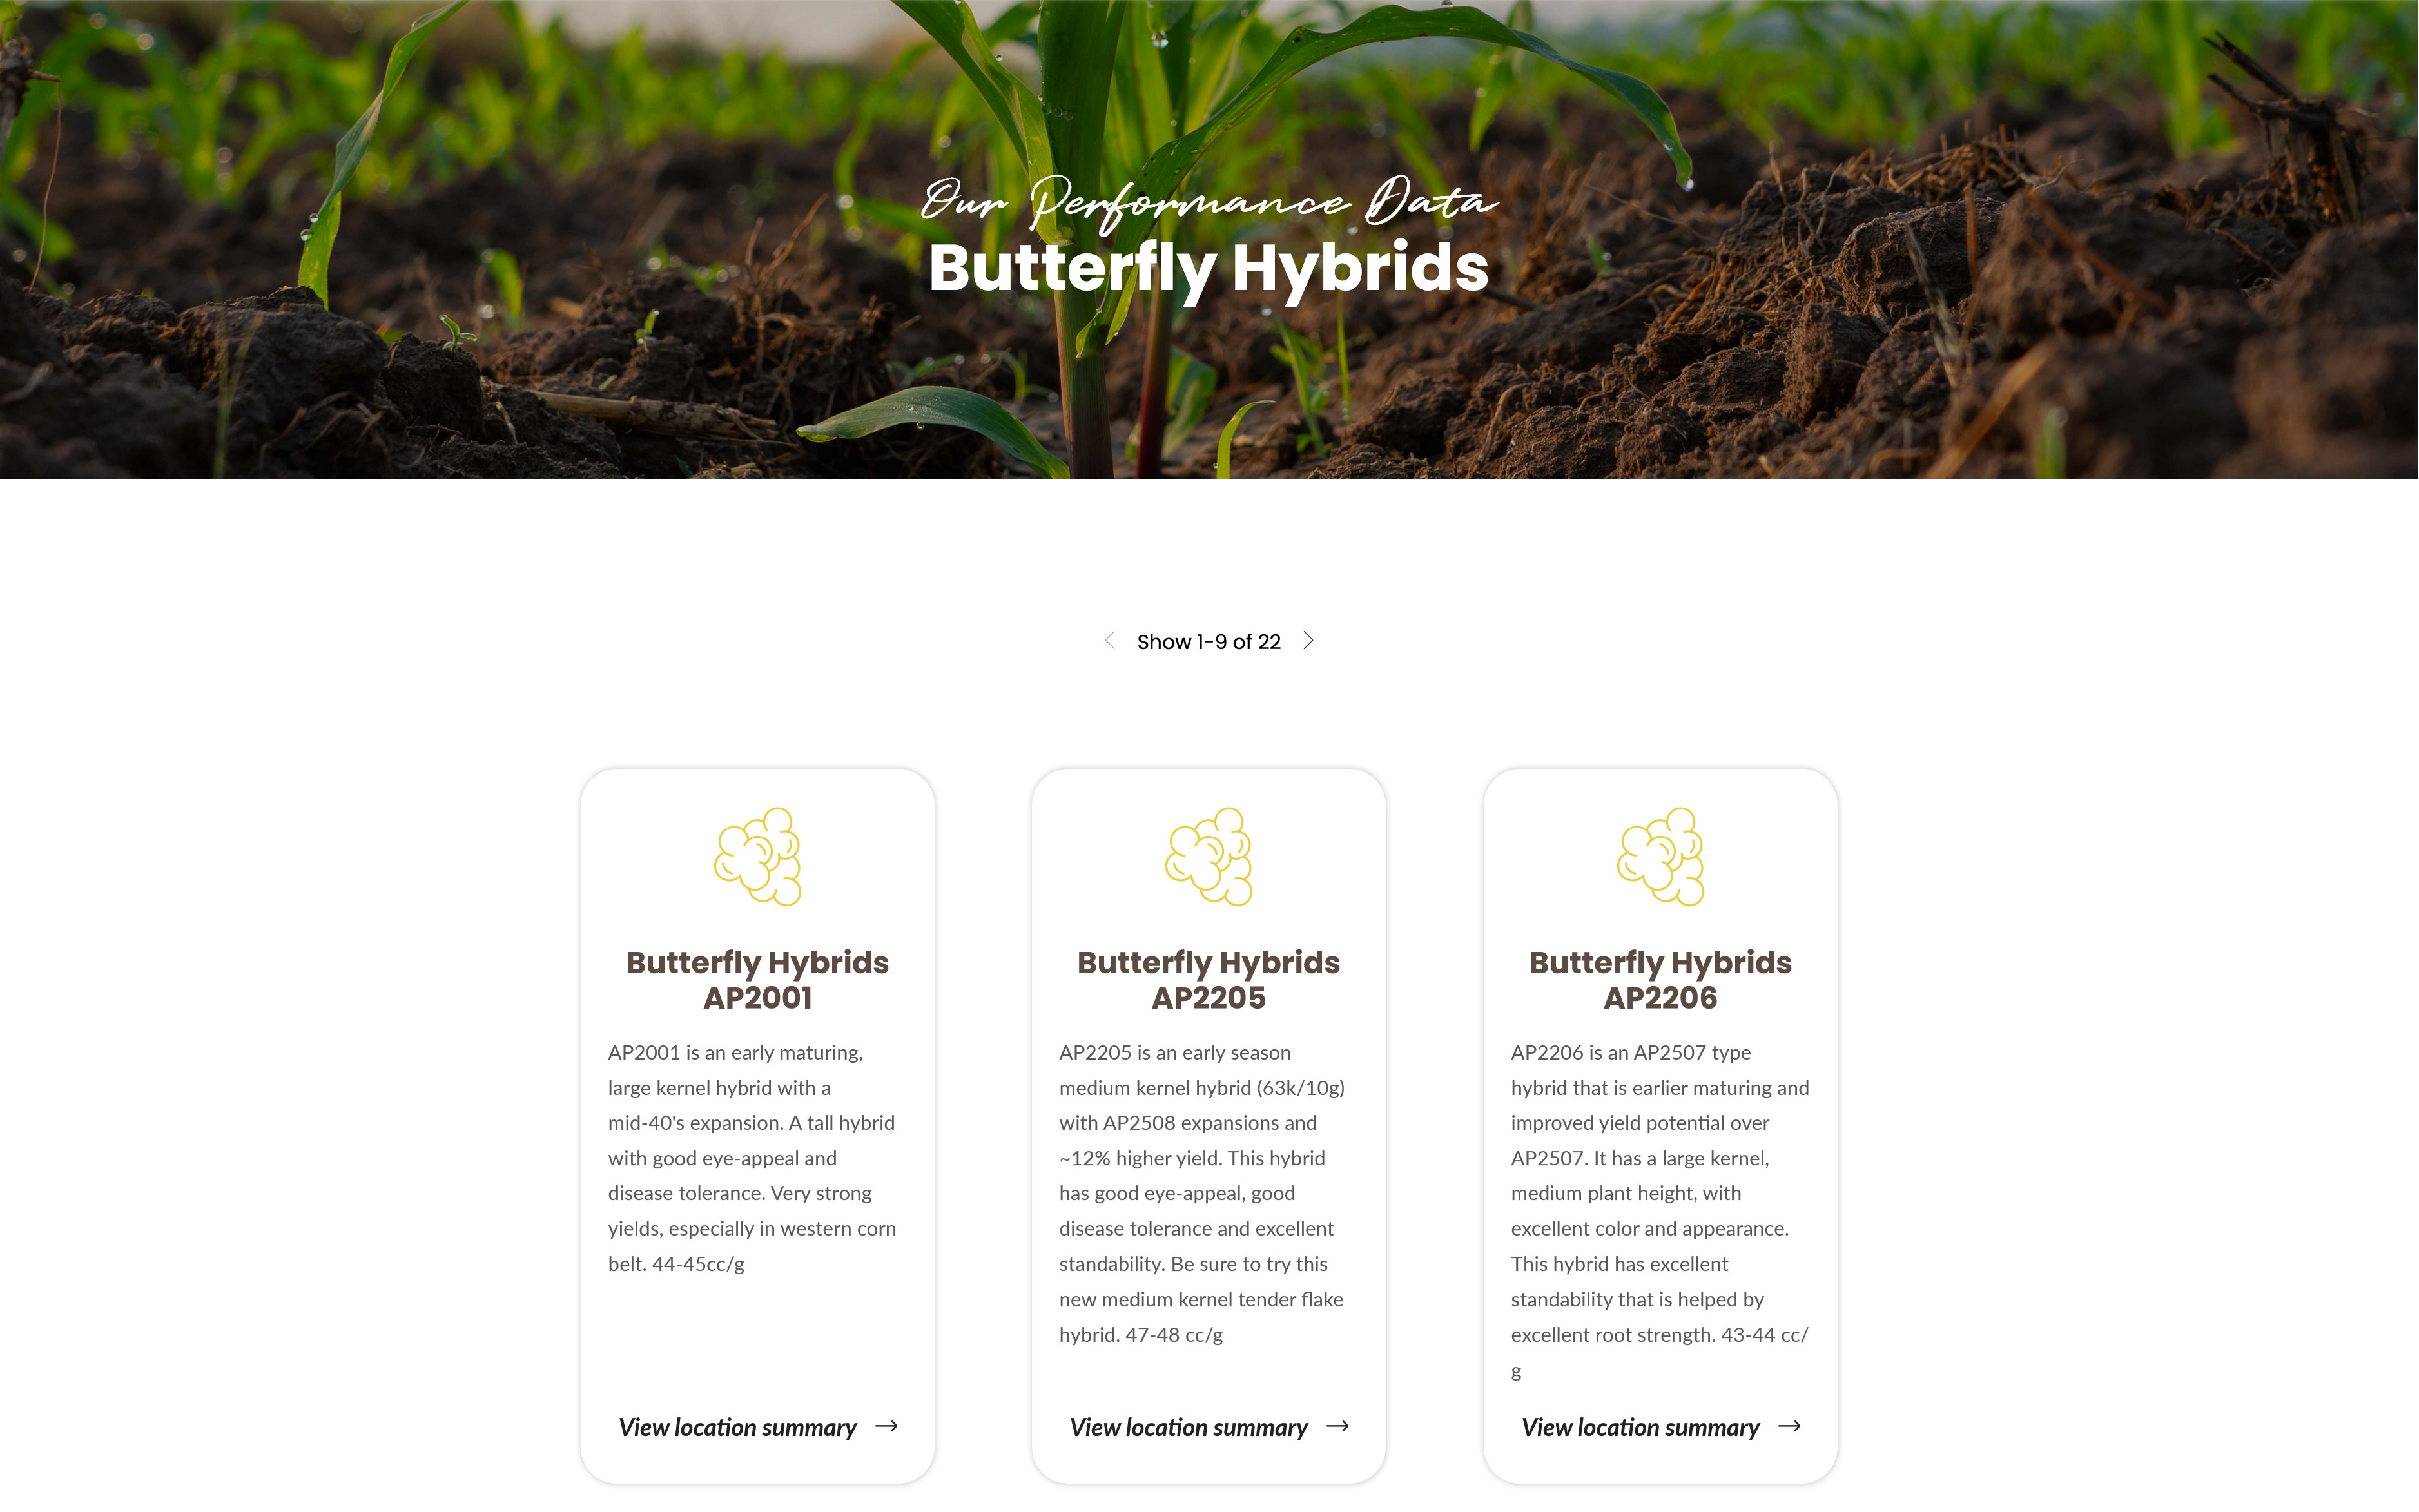 Our Performance Data
Butterfly Hybrids
Show 1-9 of 22
Butterfly Hybrids
AP2001
AP2001 is an early maturing,
large kernel hybrid with a
mid-40's expansion. A tall hybrid
with good eye-appeal and
disease tolerance. Very strong
yields, especially in western corn
belt. 44-45cc/g
View location summary
Butterfly Hybrids
AP2205
AP2205 is an early season
medium kernel hybrid (63k/10g)
with AP2508 expansions and
~12% higher yield. This hybrid
has good eye-appeal, good
disease tolerance and excellent
standability. Be sure to try this
new medium kernel tender flake
hybrid. 47-48 cc/g
View location summary
Butterfly Hybrids
AP2206
AP2206 is an AP2507 type
hybrid that is earlier maturing and
improved yield potential over
AP2507. It has a large kernel,
medium plant height, with
excellent color and appearance.
This hybrid has excellent
standability that is helped by
excellent root strength. 43-44 cc/
g
View location summary